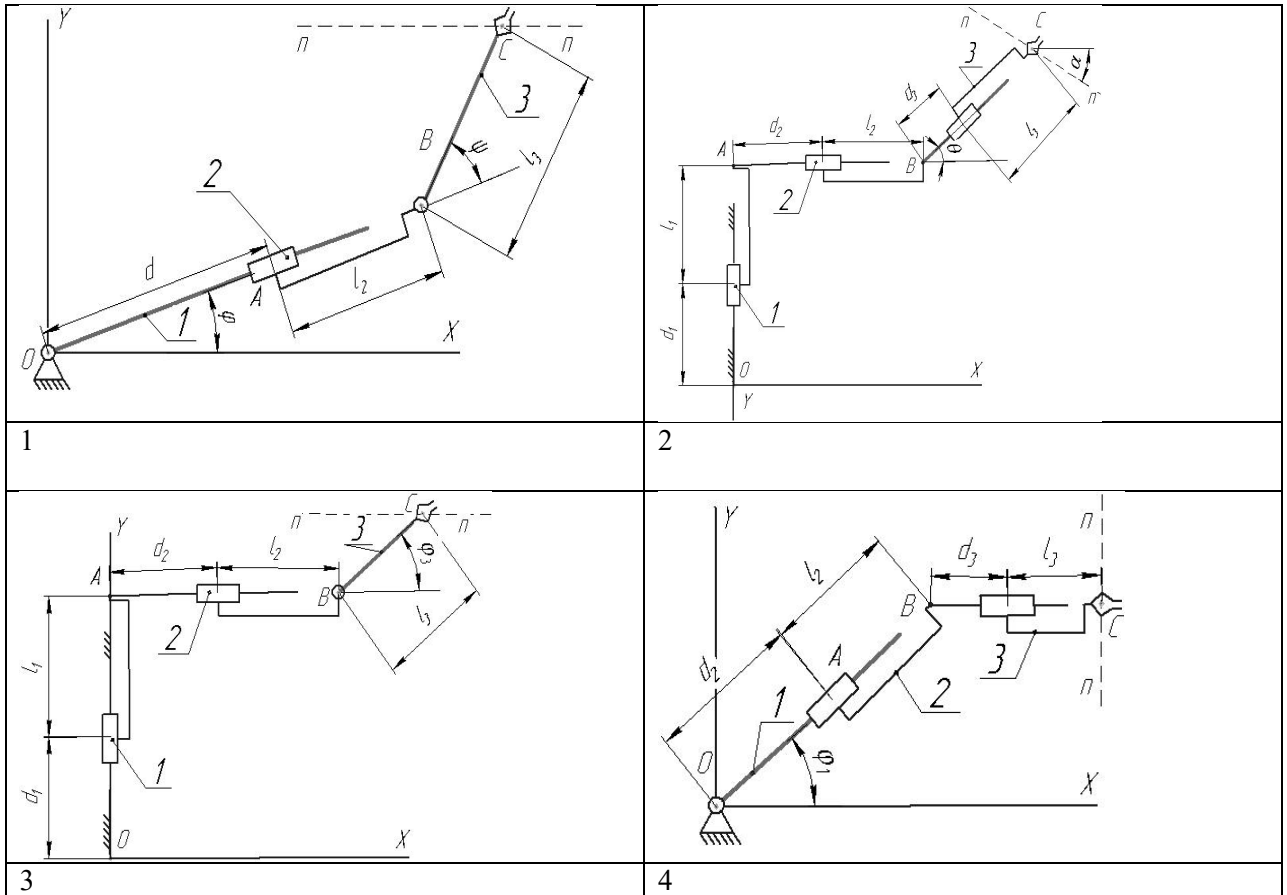 Y
п
п
C
3
B
ψ
l₃
2
d
A
l₂
1
φ
X
O
1
п
C
α
3
п
d₃
l₃
d₂
l₂
A
B
θ
2
l₁
1
d₁
O
X
Y
2
Y
п
C
п
3
d₂
l₂
A
φ₃
B
l₃
2
l₁
1
d₁
O
X
3
Y
п
l₂
d₃
l₃
B
d₂
A
C
3
2
п
1
O
φ₁
X
4